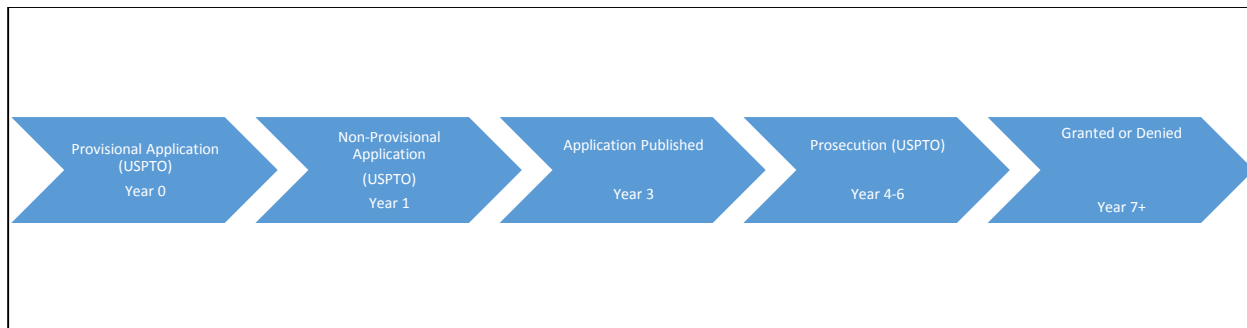 Provisional Application
(USPTO)
Year 0
Non-Provisional
Application
(USPTO)
Year 1
Application Published
Year 3
Prosecution (USPTO)
Year 4-6
Granted or Denied
Year 7+